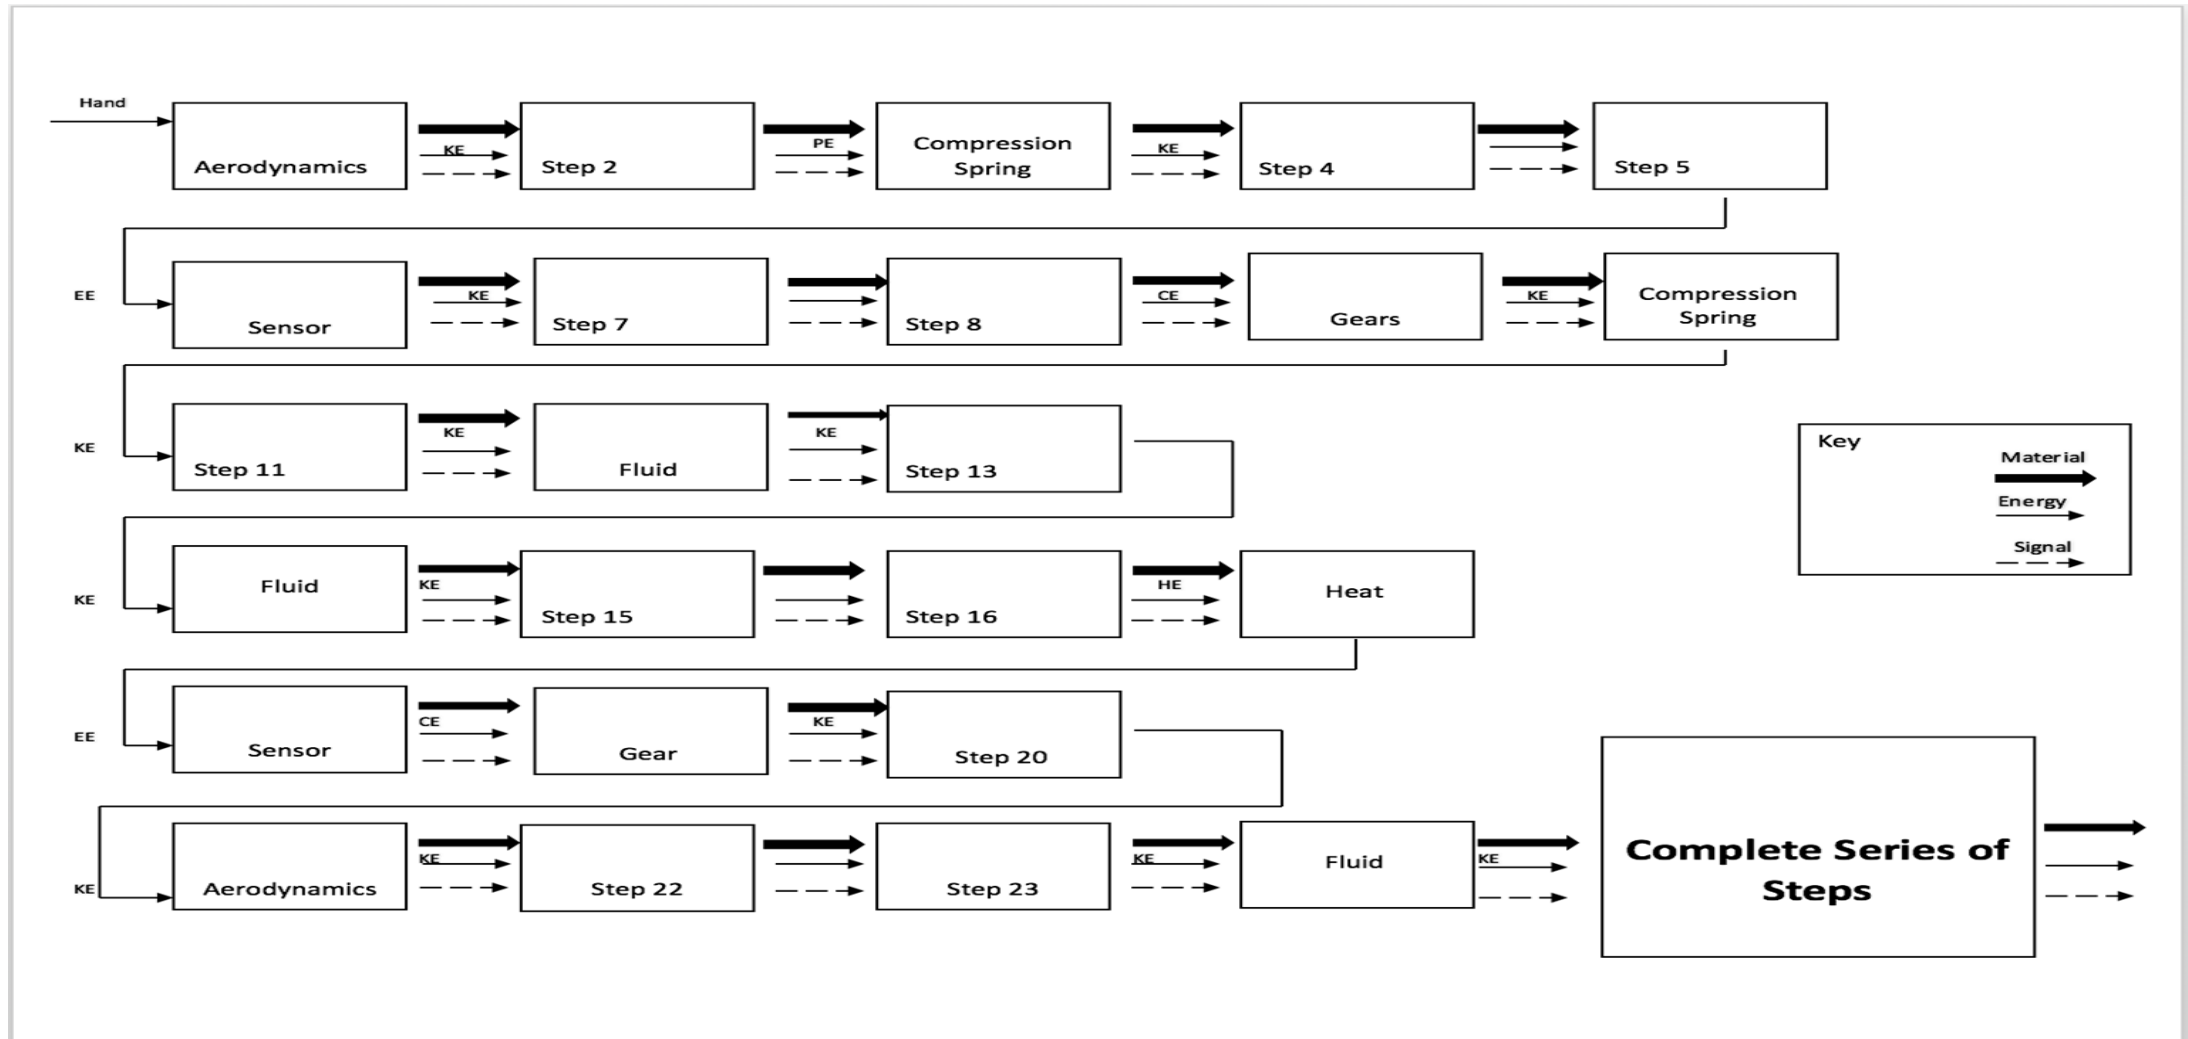 Hand
Aerodynamics
KE
Step 2
PE
Compression
Spring
KE
Step 4
Step 5
EE
Sensor
KE
Step 7
Step 8
CE
Gears
KE
Compression
Spring
KE
Step 11
KE
Fluid
KE
Step 13
Key
Material
Energy
Signal
KE
Fluid
KE
Step 15
Step 16
HE
Heat
EE
Sensor
CE
Gear
KE
Step 20
KE
Aerodynamics
KE
Step 22
Step 23
KE
Fluid
KE
Complete Series of
Steps